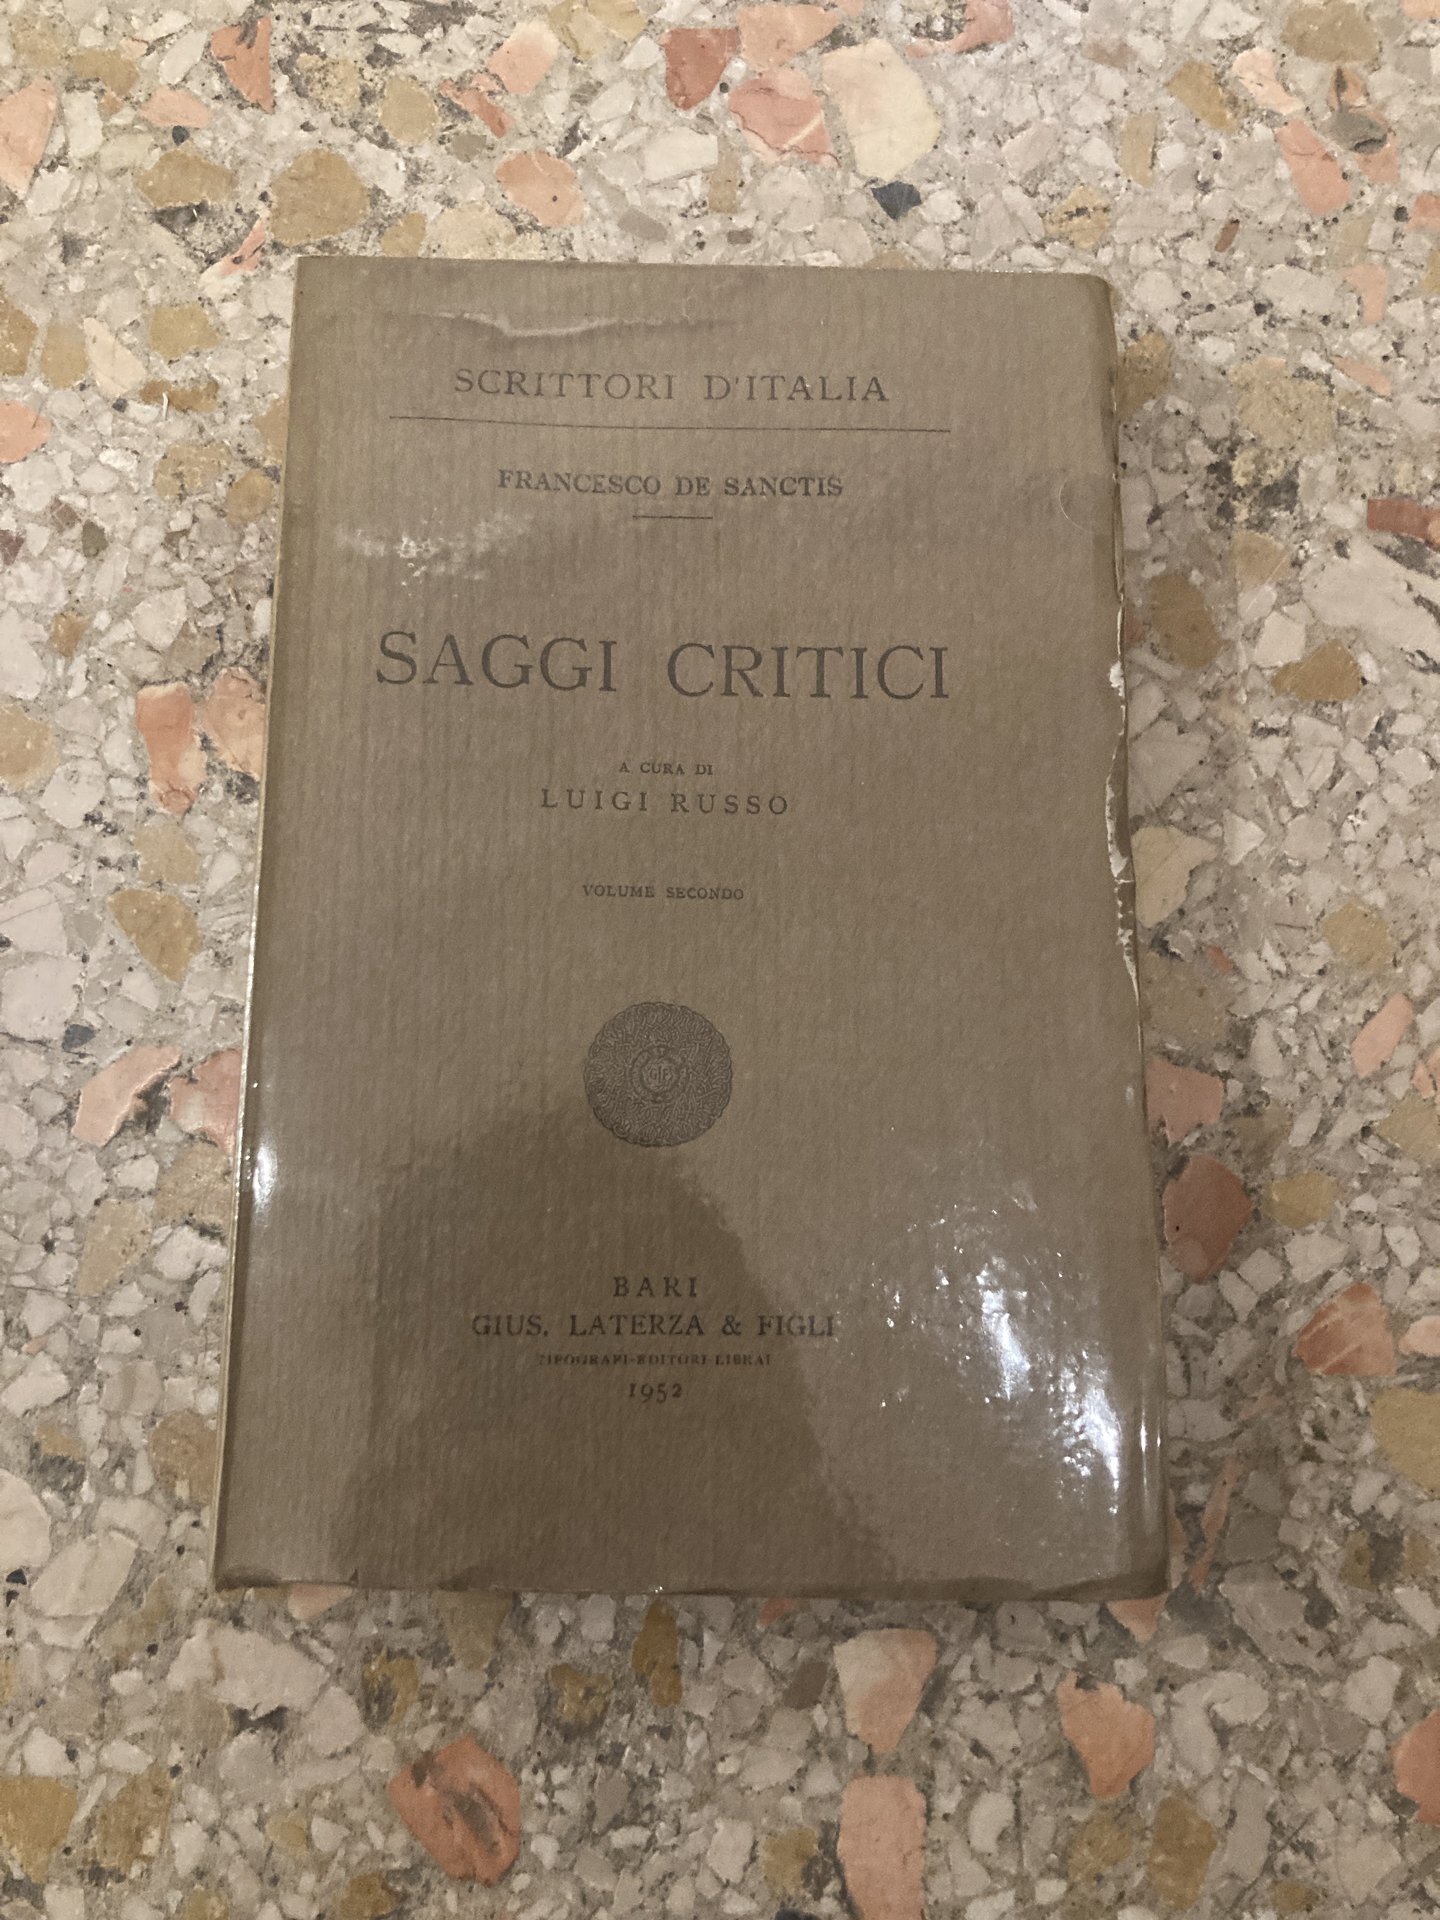 SCRITTORI D'ITALIA
FRANCESCO DE SANCTIS
SAGGI CRITICI
A CURA DI
LUIGI RUSSO
VOLUME SECONDO
BARI
GIUS. LATERZA & FIGLI
TIPOGRAFI-EDITORI-LIBRAI
1952